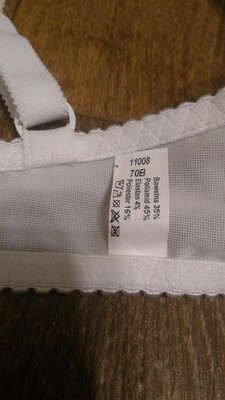 11008
70B
Bawełna 35%
Poliamid 45%
Elastan 4%
Poliester 16%